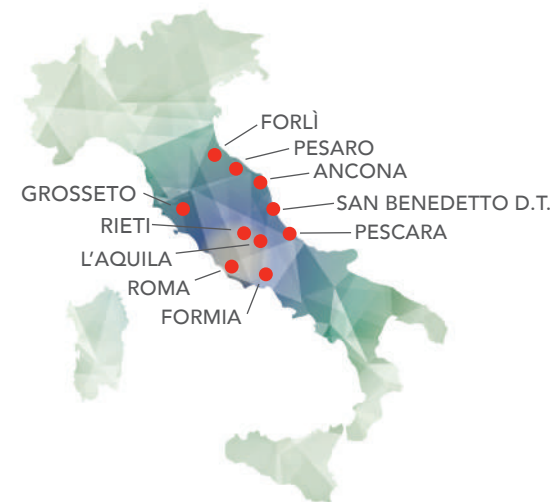 FORLÌ
PESARO
ANCONA
GROSSETO
SAN BENEDETTO D.T.
RIETI
PESCARA
L'AQUILA
ROMA
FORMIA